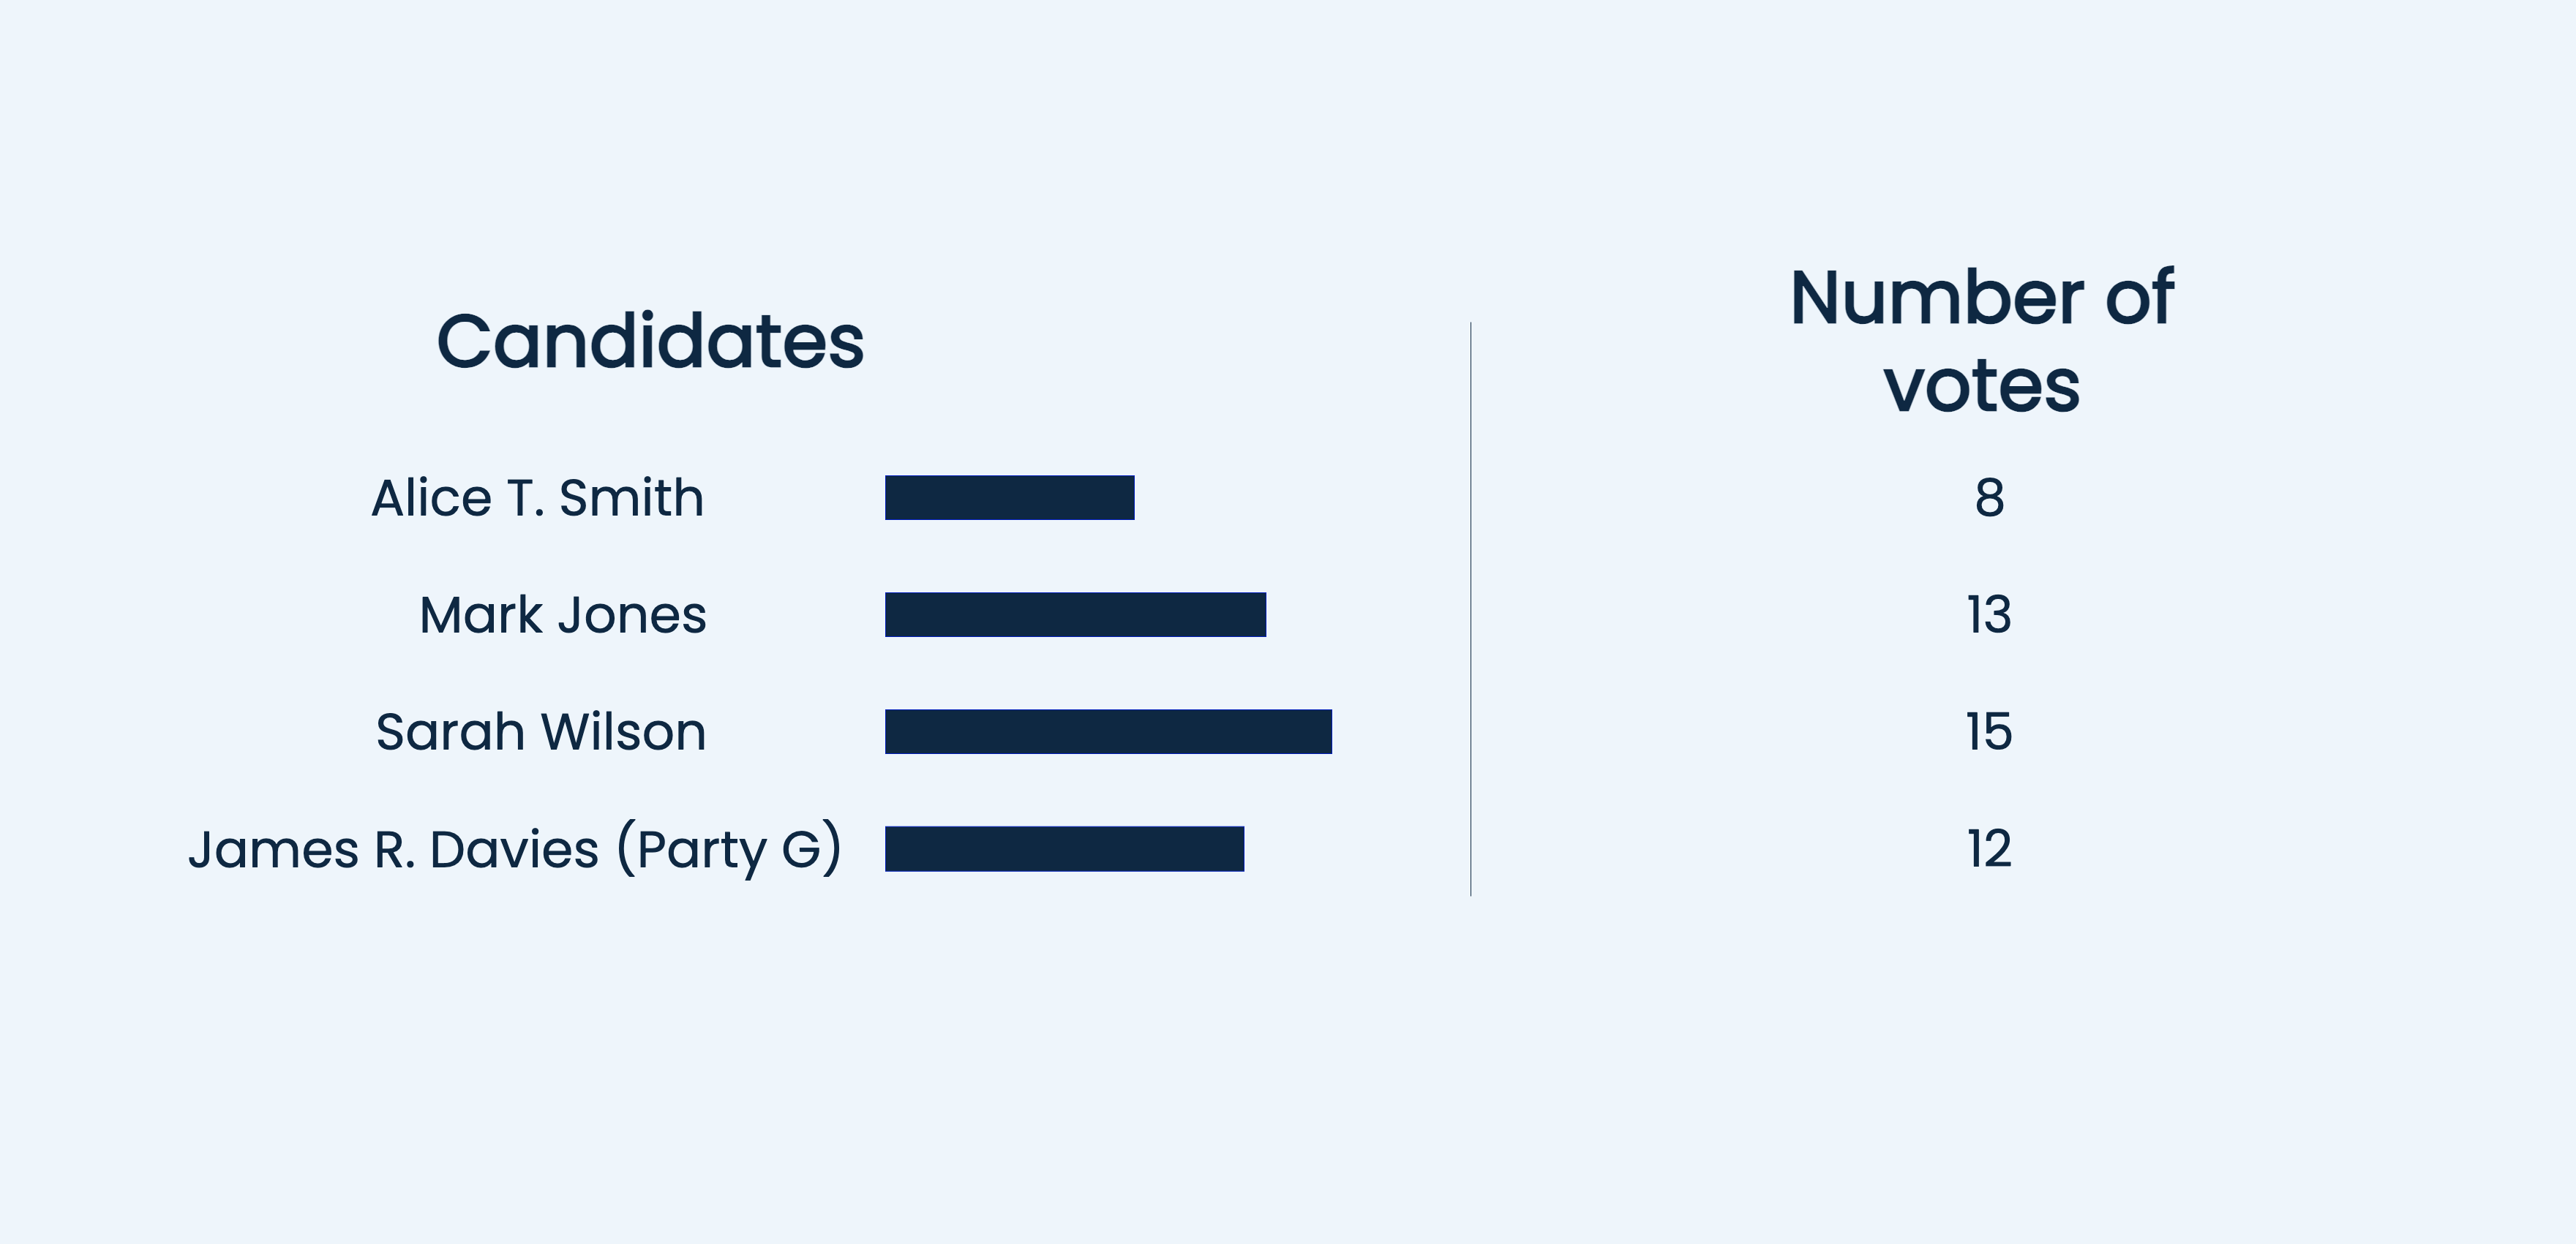 Candidates
Number of
votes
Alice T. Smith 8
Mark Jones 13
Sarah Wilson 15
James R. Davies (Party G) 12